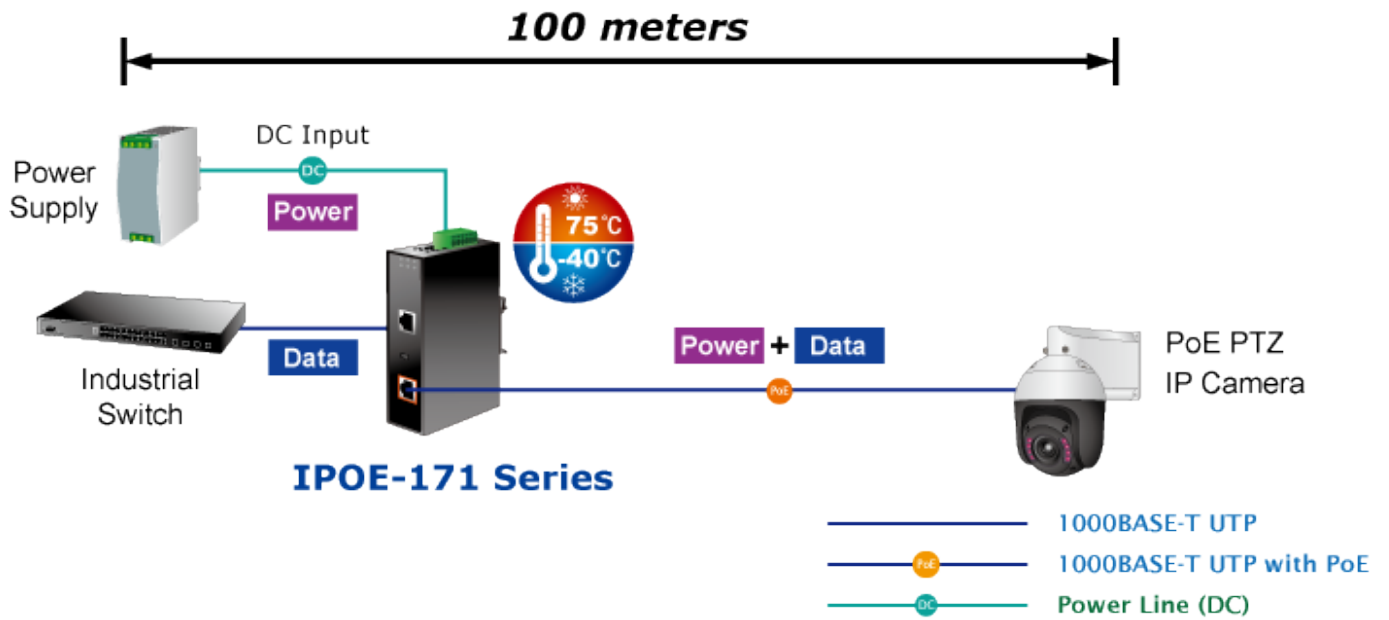 100 meters
DC Input
DC
Power
Supply
Power
75°C
-40°C
Data
Industrial
Switch
Power + Data
PoE
PoE PTZ
IP Camera
IPOE-171 Series
1000BASE-T UTP
PoE
1000BASE-T UTP with PoE
DC
Power Line (DC)